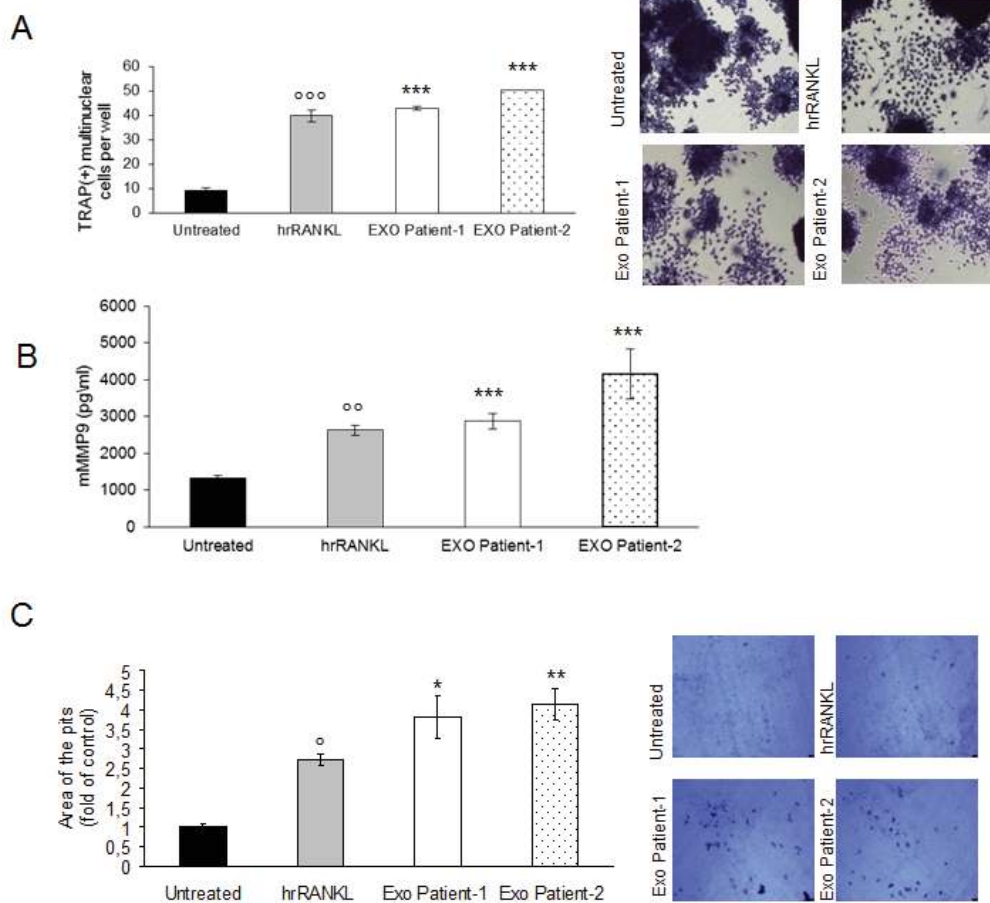 A
TRAP(+) multinuclear
cells per well
60
50
40
30
20
10
0
°°°
***
***
Untreated
hrRANKL
EXO Patient-1
EXO Patient-2
Untreated
hrRANKL
Exo Patient-1
Exo Patient-2
B
mMMP9 (pg\ml)
6000
5000
4000
3000
2000
1000
0
°°
***
***
Untreated
hrRANKL
EXO Patient-1
EXO Patient-2
C
Area of the pits
(fold of control)
5
4,5
4
3,5
3
2,5
2
1,5
1
0,5
0
°
*
**
Untreated
hrRANKL
Exo Patient-1
Exo Patient-2
Untreated
hrRANKL
Exo Patient-1
Exo Patient-2